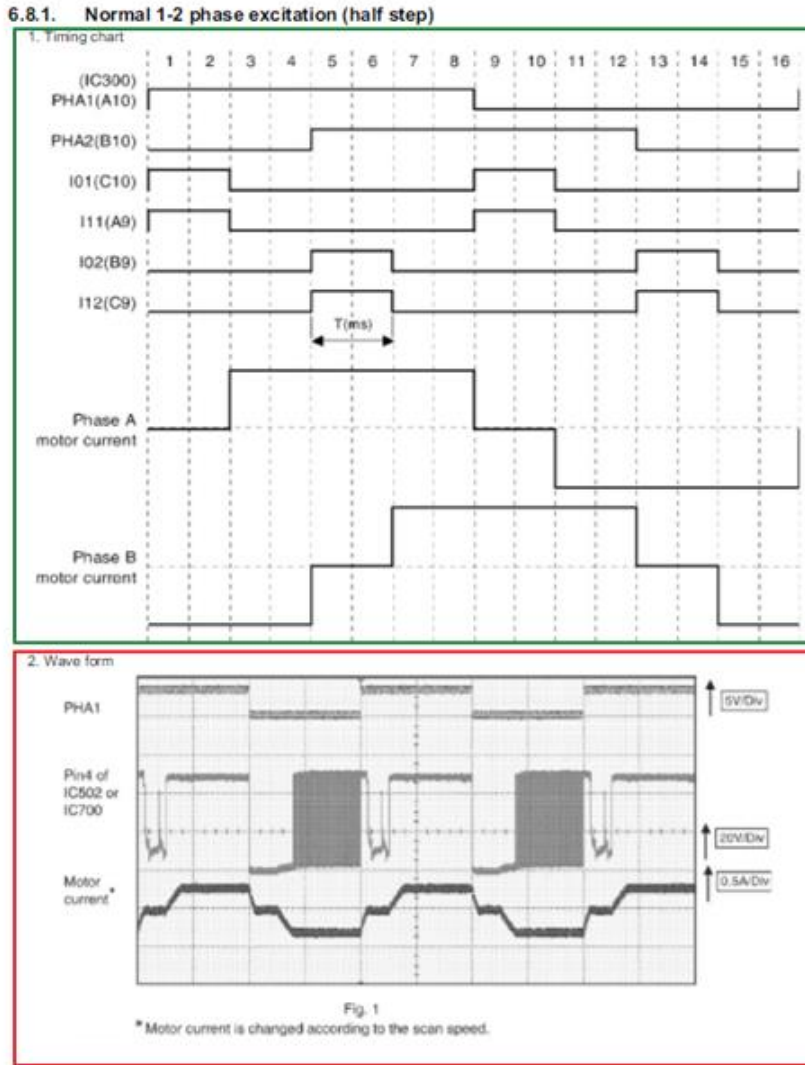 6.8.1. Normal 1-2 phase excitation (half step)
1. Timing chart
1 2 3 4 5 6 7 8 9 10 11 12 13 14 15 16
(IC300)
PHA1(A10)
PHA2(B10)
I01(C10)
I11(A9)
I02(B9)
I12(C9)
T(ms)
Phase A
motor current
Phase B
motor current
2. Wave form
PHA1
5V/Div
Pin4 of
IC502 or
IC700
20V/Div
Motor
current*
0.5A/Div
Fig. 1
* Motor current is changed according to the scan speed.